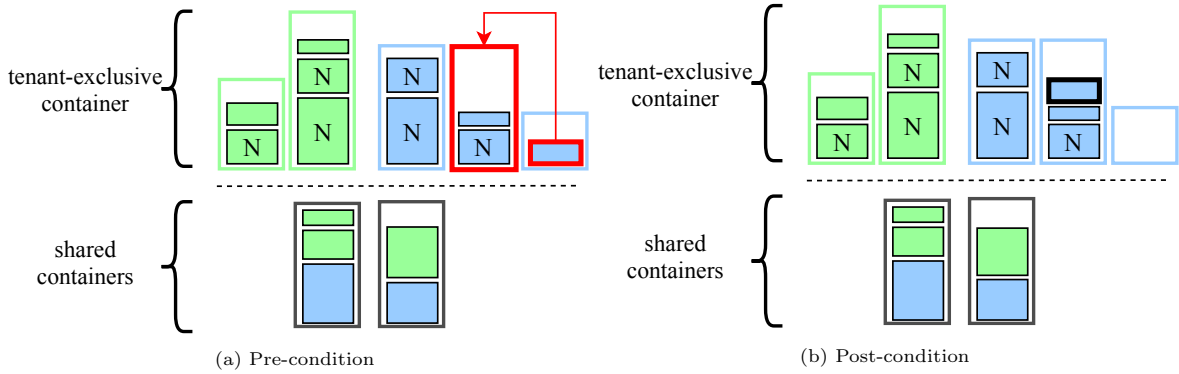 tenant-exclusive
container
N
N
N
N
N
N
shared
containers
(a) Pre-condition
tenant-exclusive
container
N
N
N
N
N
N
shared
containers
(b) Post-condition